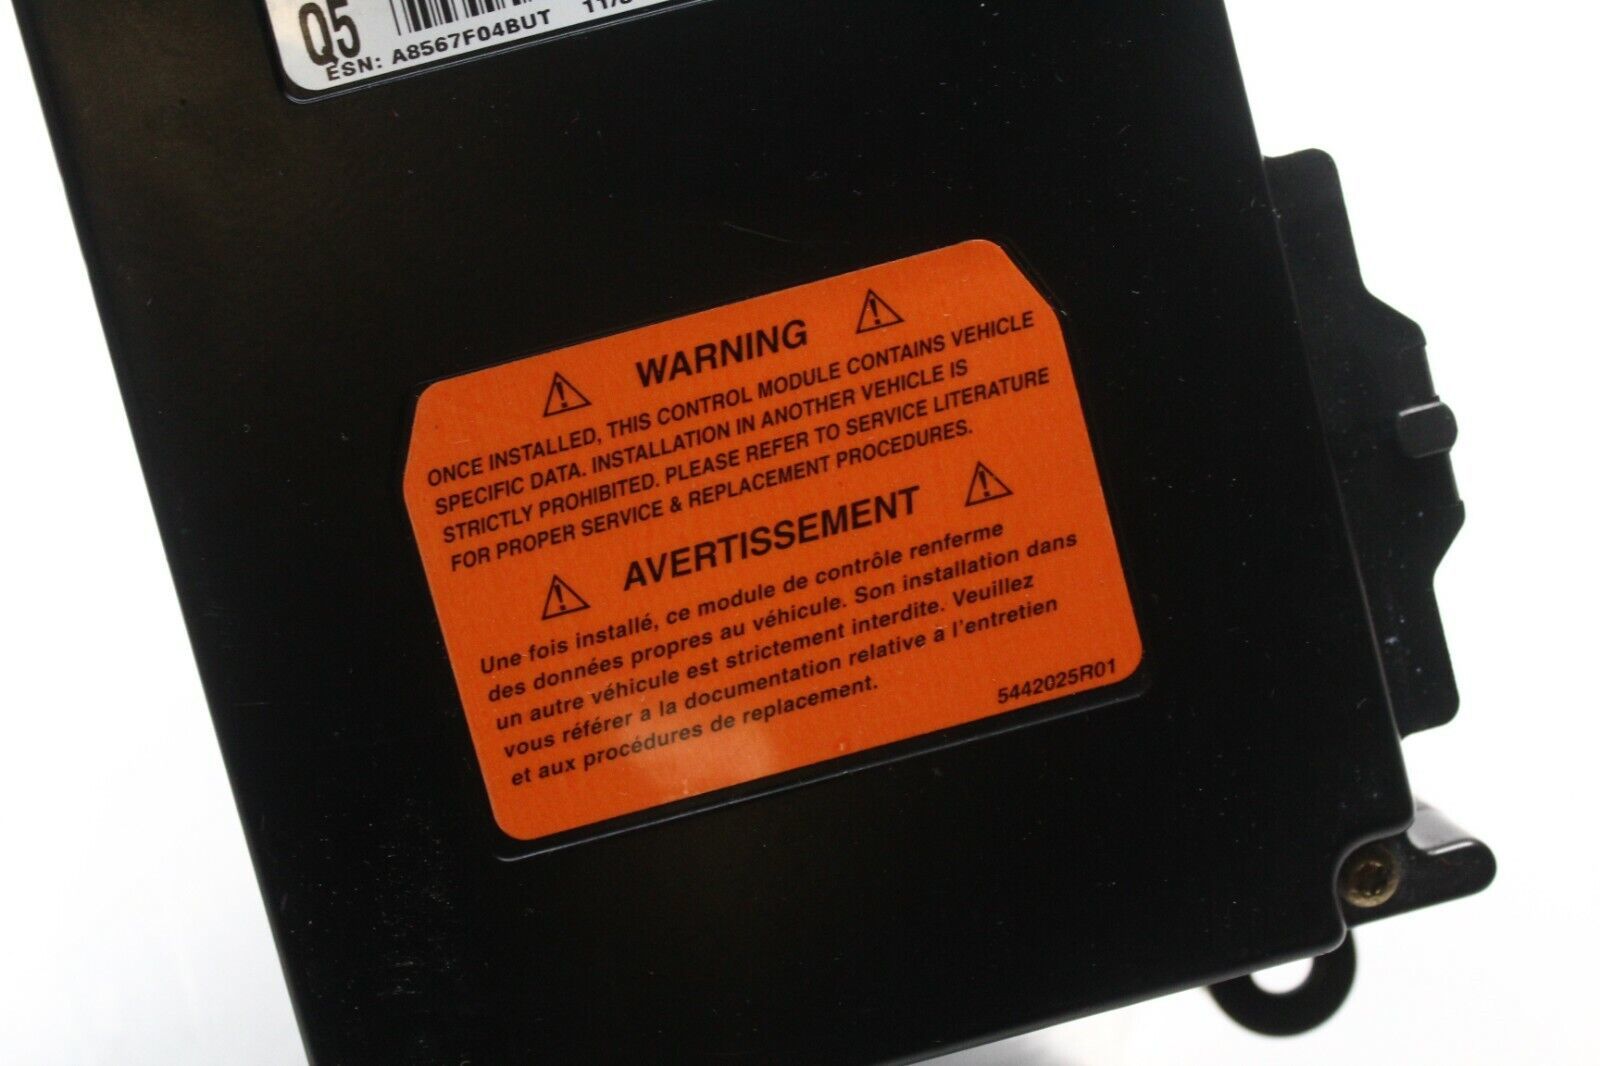 Q5
ESN: A8567F04BUT
WARNING
ONCE INSTALLED, THIS CONTROL MODULE CONTAINS VEHICLE
SPECIFIC DATA. INSTALLATION IN ANOTHER VEHICLE IS
STRICTLY PROHIBITED. PLEASE REFER TO SERVICE LITERATURE
FOR PROPER SERVICE & REPLACEMENT PROCEDURES.
AVERTISSEMENT
Une fois installé, ce module de contrôle renferme
des données propres au véhicule. Son installation dans
un autre véhicule est strictement interdite. Veuillez
vous référer a la documentation relative a l'entretien
et aux procédures de remplacement.
5442025R01